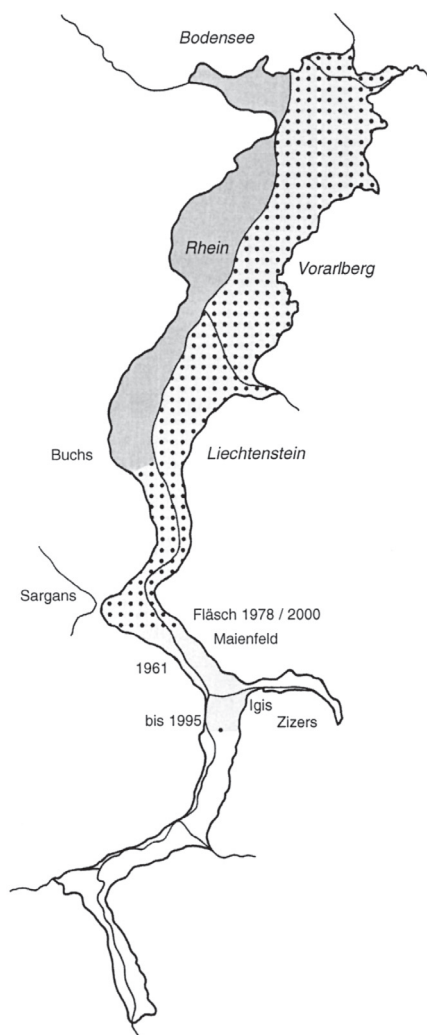 Bodensee
Rhein
Vorarlberg
Buchs
Liechtenstein
Sargans
Fläsch 1978 / 2000
Maienfeld
1961
Igis
bis 1995
Zizers